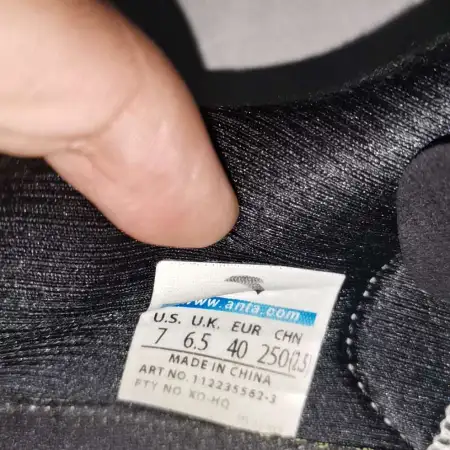 www.anta.com
U.S. U.K. EUR CHN
7 6.5 40 250(2.5)
MADE IN CHINA
ART NO. 112235562-3
FTY NO. XO-HQ